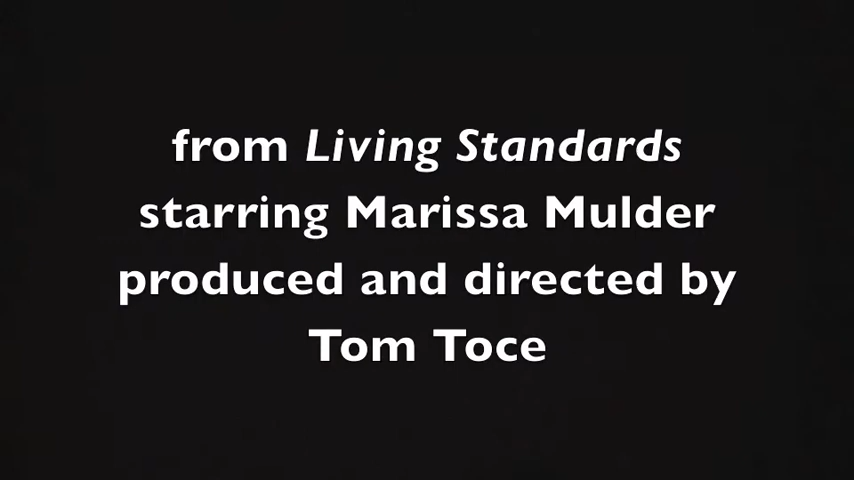 from Living Standards
starring Marissa Mulder
produced and directed by
Tom Toce